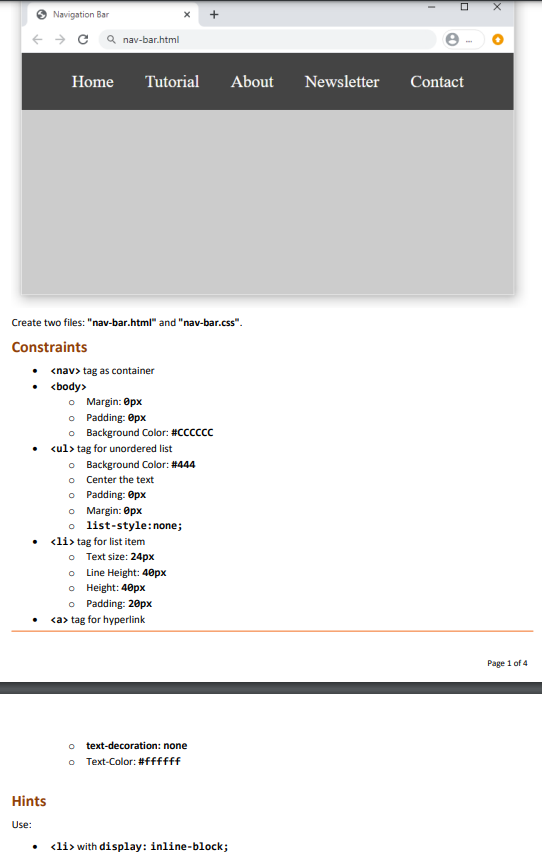 Navigation Bar
nav-bar.html
Home Tutorial About Newsletter Contact
Create two files: "nav-bar.html" and "nav-bar.css".
Constraints
• <nav> tag as container
• <body>
o Margin: 0px
o Padding: 0px
o Background Color: #CCCCCC
• <ul> tag for unordered list
o Background Color: #444
o Center the text
o Padding: 0px
o Margin: 0px
o list-style:none;
• <li> tag for list item
o Text size: 24px
o Line Height: 40px
o Height: 40px
o Padding: 20px
• <a> tag for hyperlink
Page 1 of 4
o text-decoration: none
o Text-Color: #ffffff
Hints
Use:
• <li> with display: inline-block;